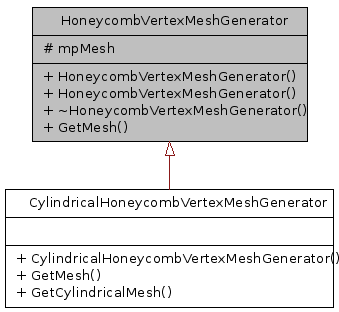 HoneycombVertexMeshGenerator
# mpMesh
+ HoneycombVertexMeshGenerator()
+ HoneycombVertexMeshGenerator()
+ ~HoneycombVertexMeshGenerator()
+ GetMesh()
CylindricalHoneycombVertexMeshGenerator
+ CylindricalHoneycombVertexMeshGenerator()
+ GetMesh()
+ GetCylindricalMesh()